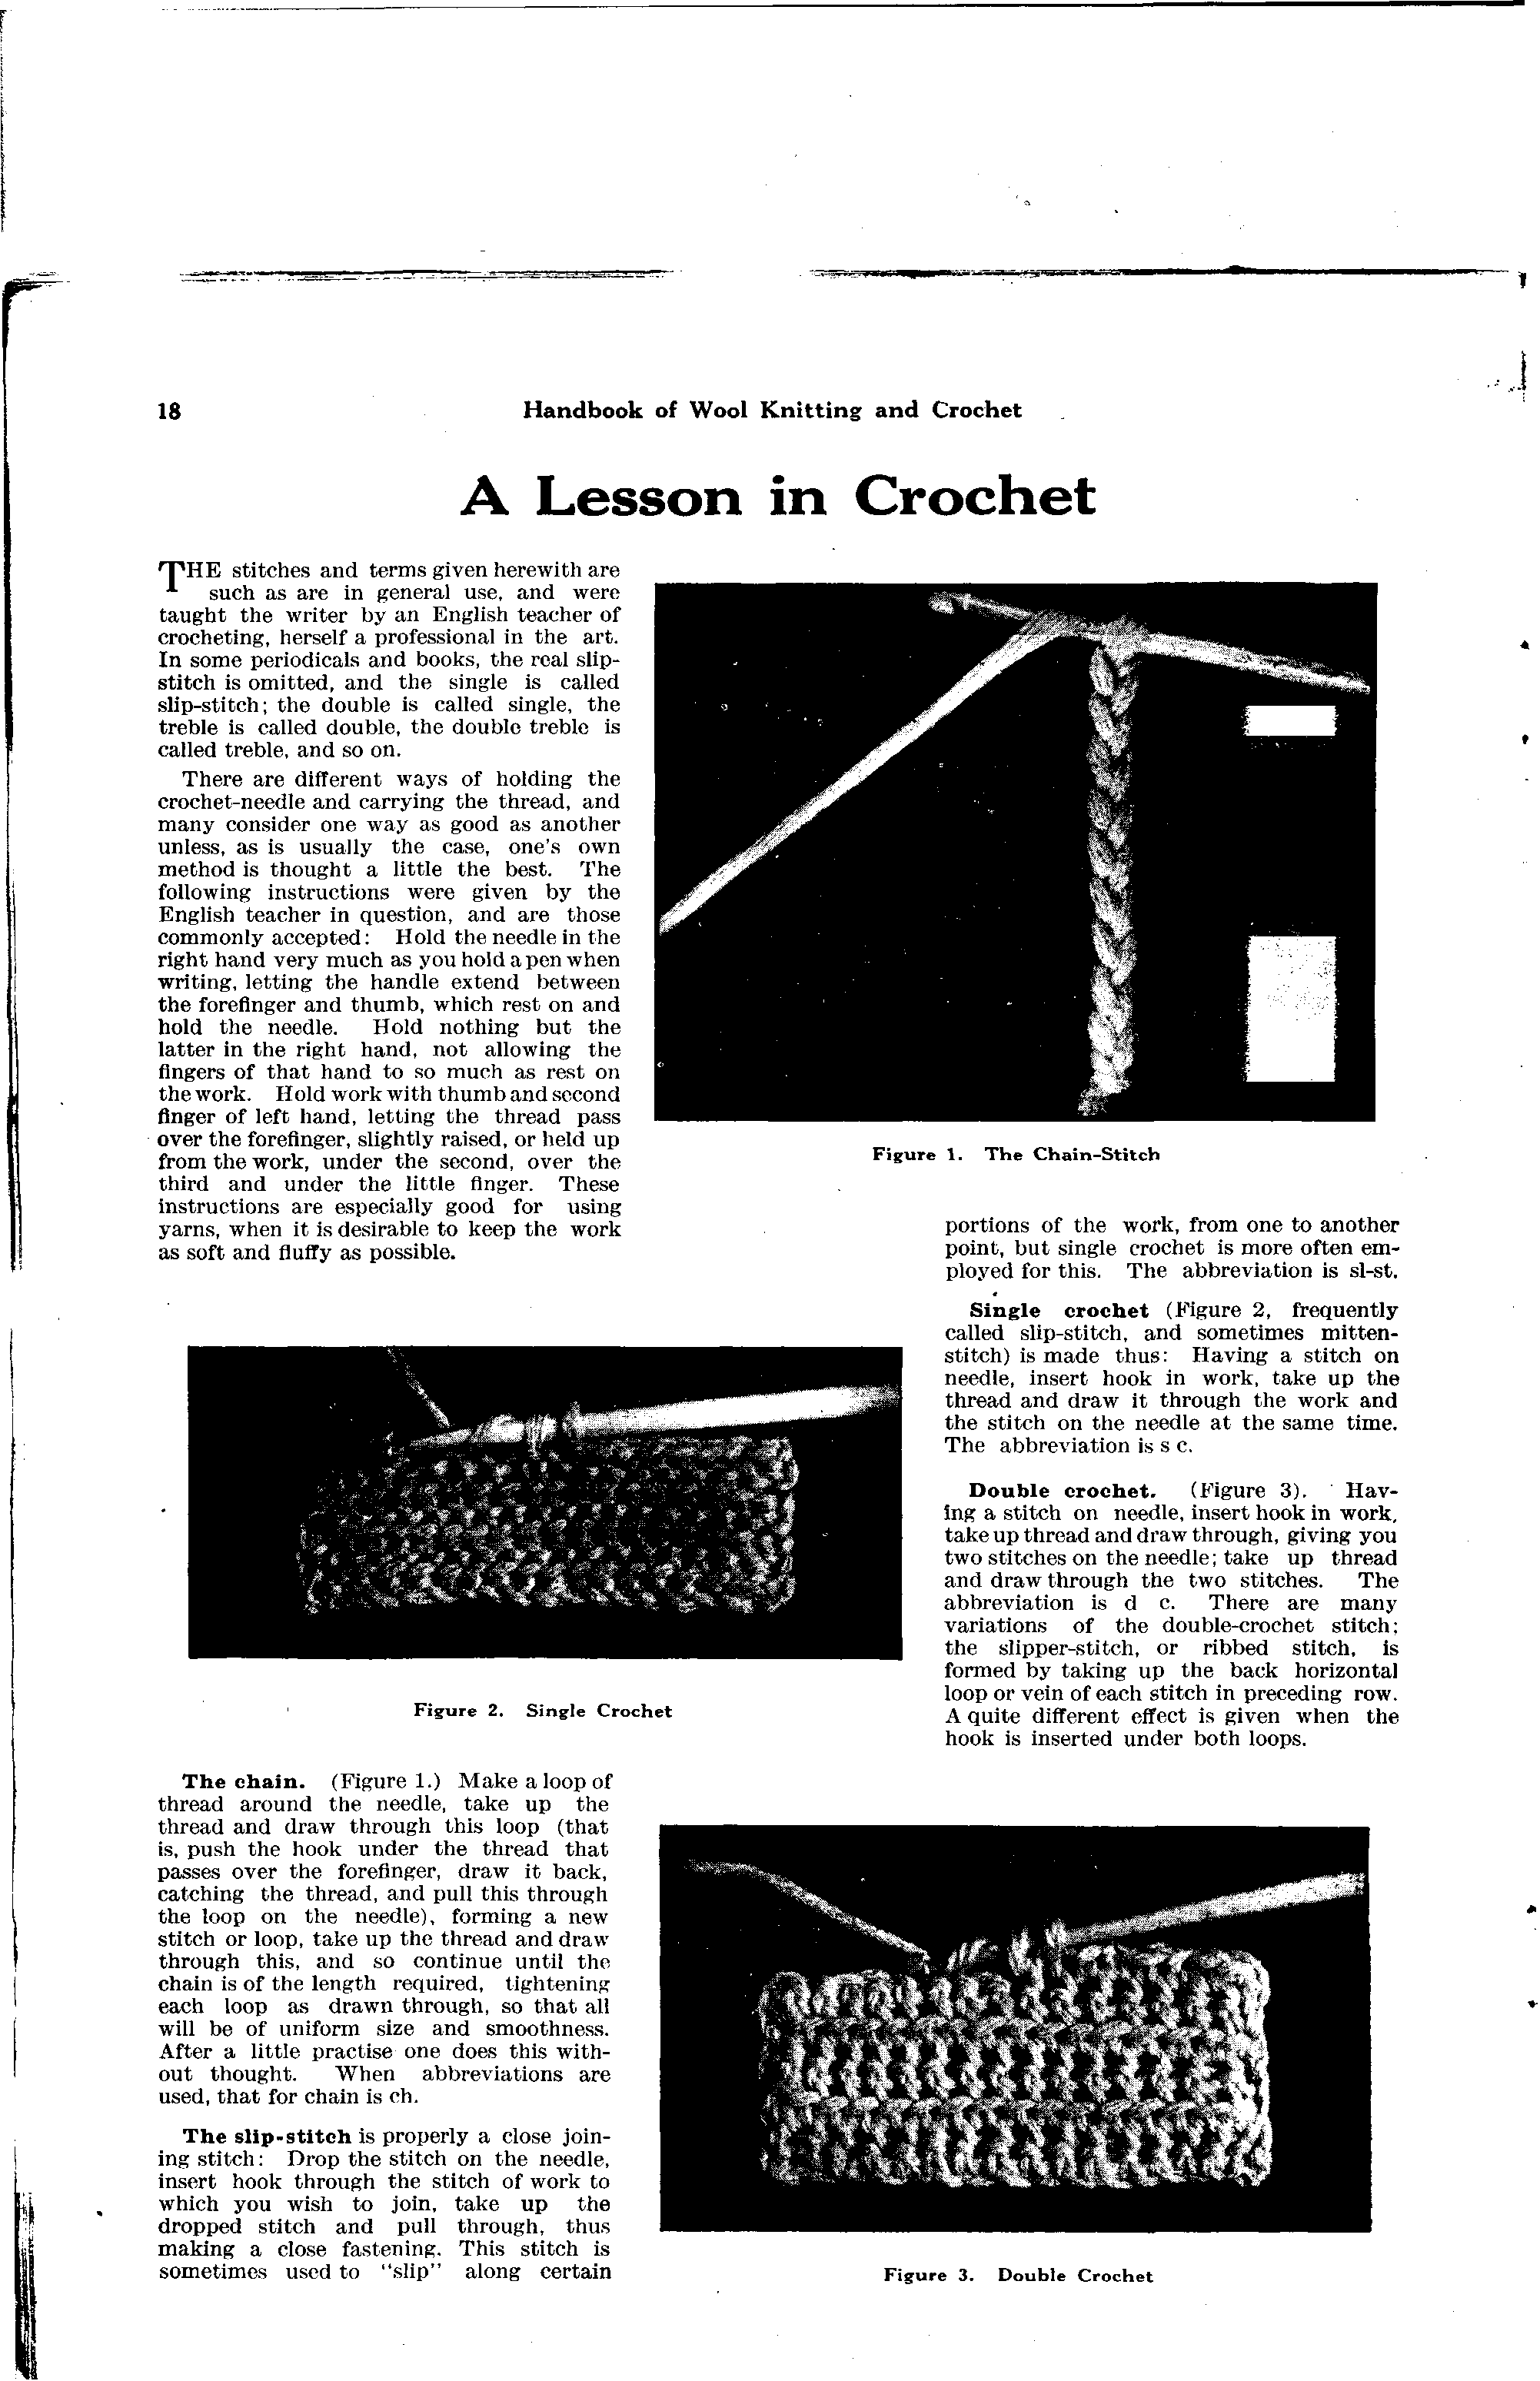 18
Handbook of Wool Knitting and Crochet
A Lesson in Crochet
THE stitches and terms given herewith are
such as are in general use, and were
taught the writer by an English teacher of
crocheting, herself a professional in the art.
In some periodicals and books, the real slip-
stitch is omitted, and the single is called
slip-stitch; the double is called single, the
treble is called double, the double treble is
called treble, and so on.
There are different ways of holding the
crochet-needle and carrying the thread, and
many consider one way as good as another
unless, as is usually the case, one's own
method is thought a little the best. The
following instructions were given by the
English teacher in question, and are those
commonly accepted: Hold the needle in the
right hand very much as you hold a pen when
writing, letting the handle extend between
the forefinger and thumb, which rest on and
hold the needle. Hold nothing but the
latter in the right hand, not allowing the
fingers of that hand to so much as rest on
the work. Hold work with thumb and second
finger of left hand, letting the thread pass
over the forefinger, slightly raised, or held up
from the work, under the second, over the
third and under the little finger. These
instructions are especially good for using
yarns, when it is desirable to keep the work
as soft and fluffy as possible.
Figure 1. The Chain-Stitch
Figure 2. Single Crochet
The chain. (Figure 1.) Make a loop of
thread around the needle, take up the
thread and draw through this loop (that
is, push the hook under the thread that
passes over the forefinger, draw it back,
catching the thread, and pull this through
the loop on the needle), forming a new
stitch or loop, take up the thread and draw
through this, and so continue until the
chain is of the length required, tightening
each loop as drawn through, so that all
will be of uniform size and smoothness.
After a little practise one does this with-
out thought. When abbreviations are
used, that for chain is ch.
The slip-stitch is properly a close join-
ing stitch: Drop the stitch on the needle,
insert hook through the stitch of work to
which you wish to join, take up the
dropped stitch and pull through, thus
making a close fastening. This stitch is
sometimes used to "slip" along certain
portions of the work, from one to another
point, but single crochet is more often em-
ployed for this. The abbreviation is sl-st.
Single crochet (Figure 2, frequently
called slip-stitch, and sometimes mitten-
stitch) is made thus: Having a stitch on
needle, insert hook in work, take up the
thread and draw it through the work and
the stitch on the needle at the same time.
The abbreviation is s c.
Double crochet. (Figure 3). Hav-
ing a stitch on needle, insert hook in work,
take up thread and draw through, giving you
two stitches on the needle; take up thread
and draw through the two stitches. The
abbreviation is d c. There are many
variations of the double-crochet stitch;
the slipper-stitch, or ribbed stitch, is
formed by taking up the back horizontal
loop or vein of each stitch in preceding row.
A quite different effect is given when the
hook is inserted under both loops.
Figure 3. Double Crochet